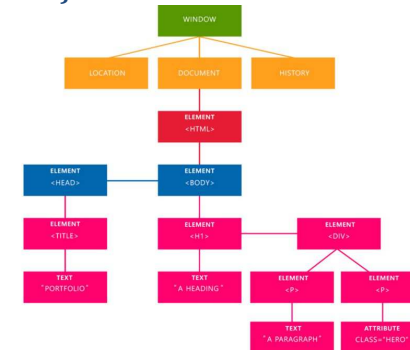 WINDOW
LOCATION
DOCUMENT
HISTORY
ELEMENT
<HTML>
ELEMENT
<HEAD>
ELEMENT
<BODY>
ELEMENT
<TITLE>
ELEMENT
<H1>
ELEMENT
<DIV>
TEXT
"PORTFOLIO"
TEXT
"A HEADING"
ELEMENT
<P>
ELEMENT
<P>
TEXT
"A PARAGRAPH"
ATTRIBUTE
CLASS="HERO"